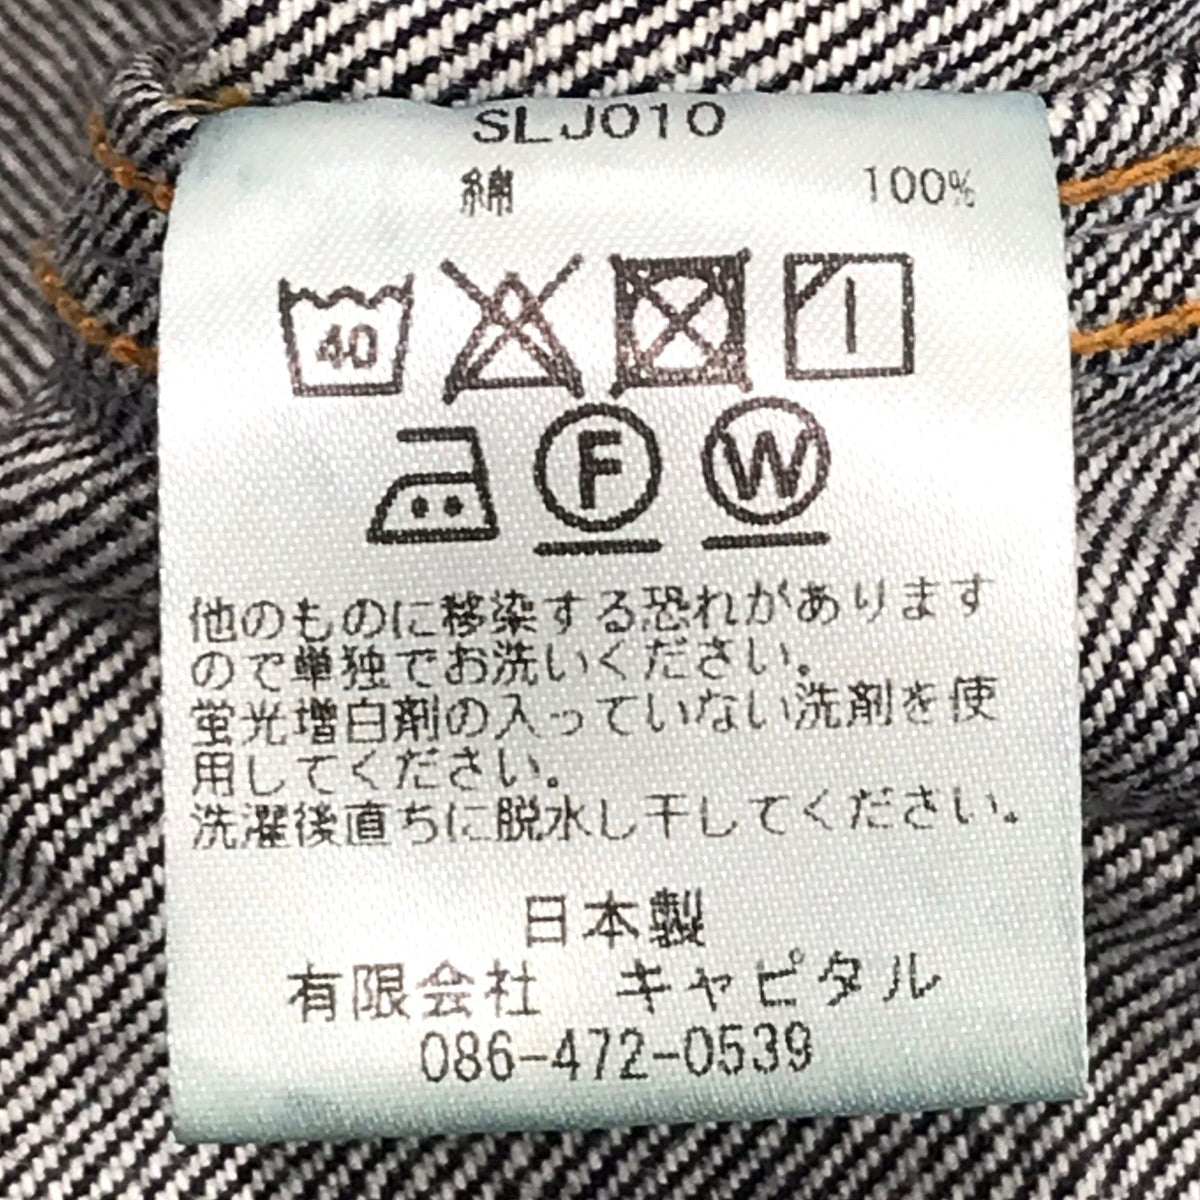 SLJ010
綿 100%
40
F W
他のものに移染する恐れがあります
ので単独でお洗いください。
蛍光増白剤の入っていない洗剤を使
用してください。
洗濯後直ちに脱水し干してください。
日本製
有限会社 キャピタル
086-472-0539